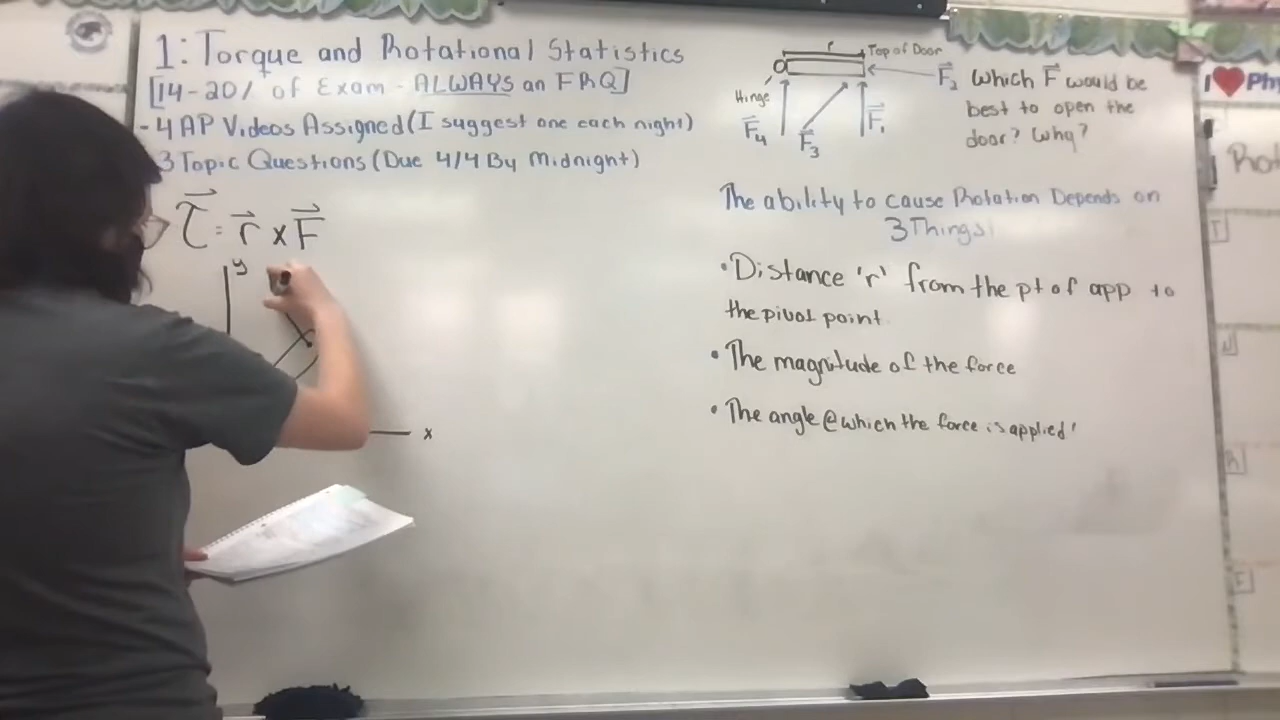 1: Torque and Rotational Statistics
[14-20% of Exam - ALWAYS an FRQ]
- 4 AP Videos Assigned (I suggest one each night)
3 Topic Questions (Due 4/4 By Midnight)
τ = r x F
y
x
r
Top of Door
Hinge
F₄
F₃
F₁
F₂
Which F would be
best to open the
door? Why?
The ability to cause Rotation Depends on
3 Things!
• Distance 'r' from the pt of app to
the pivot point
• The magnitude of the force
• The angle @ which the force is applied!
I ♥ Phy
Rot